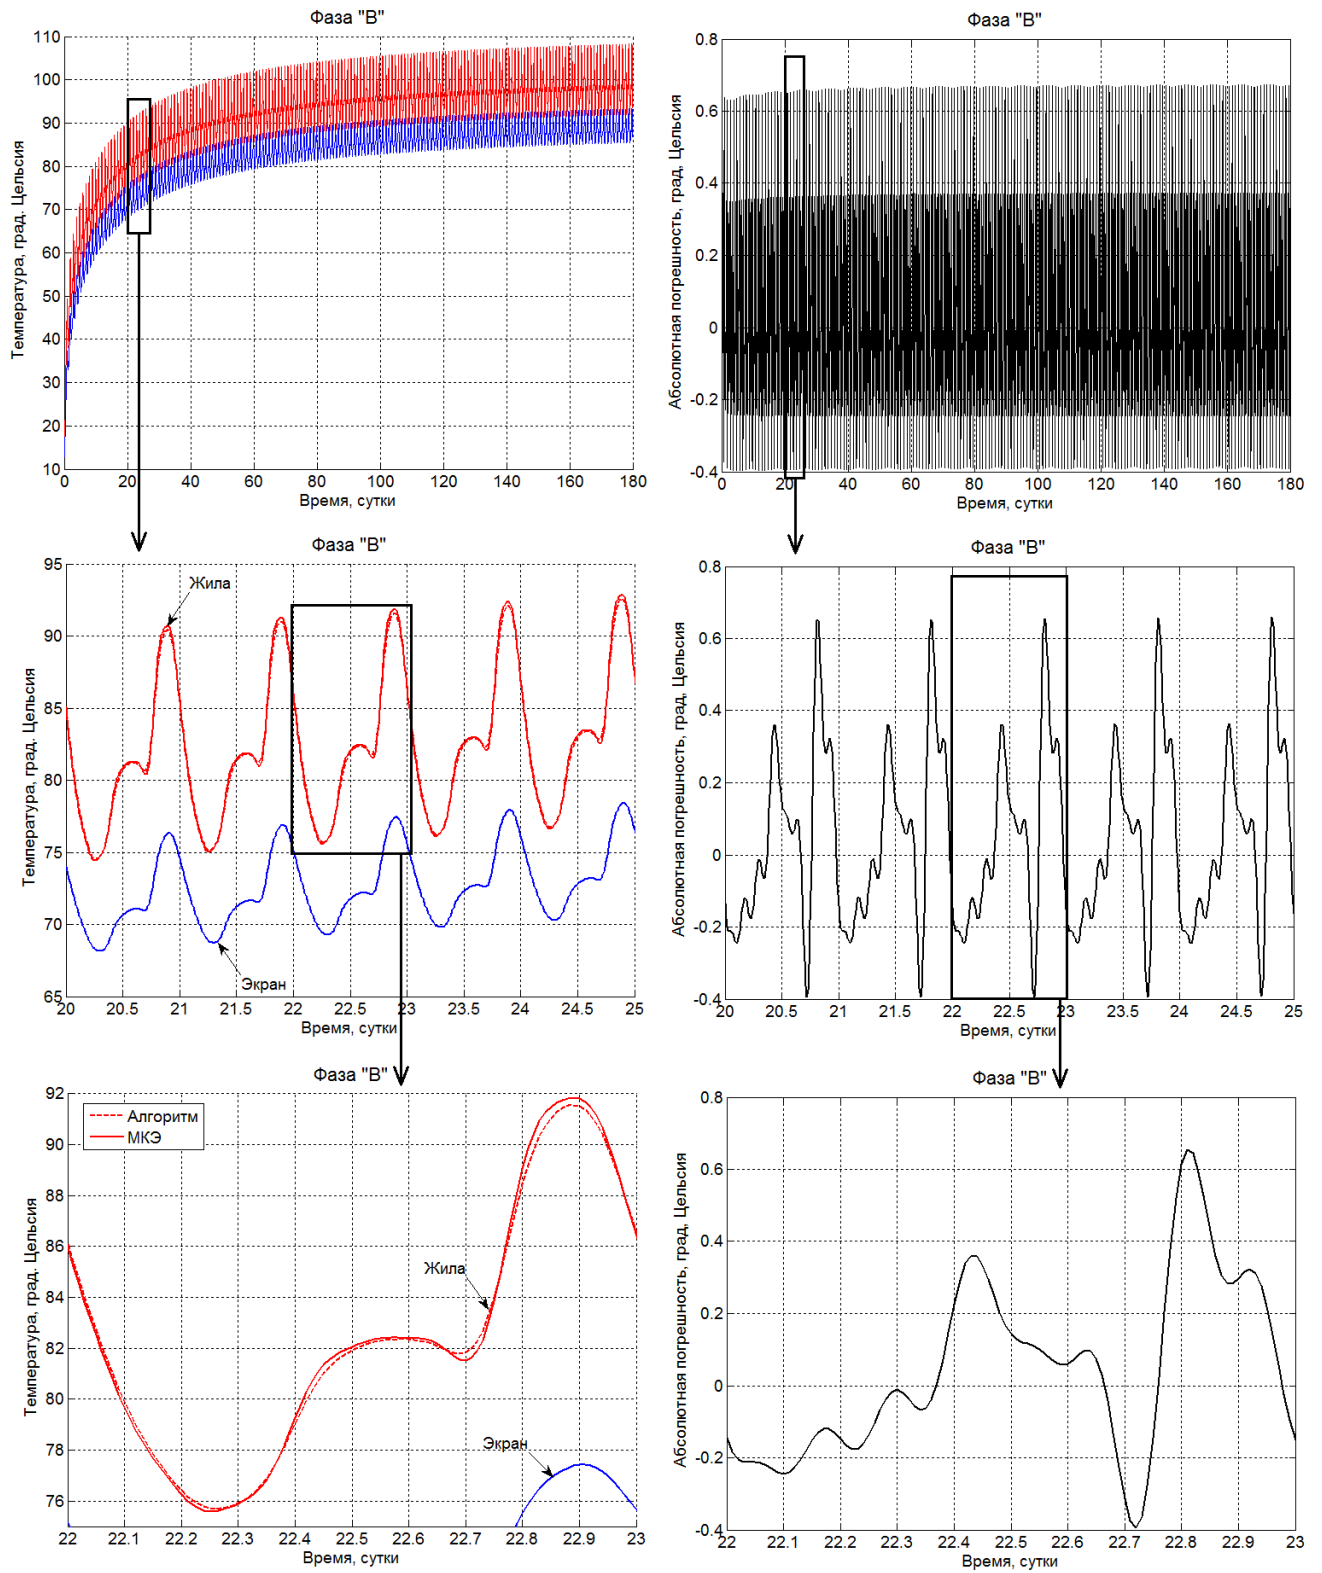 Фаза "В"
Температура, град. Цельсия
110
100
90
80
70
60
50
40
30
20
10
0 20 40 60 80 100 120 140 160 180
Время, сутки
Фаза "В"
Абсолютная погрешность, град, Цельсия
0.8
0.6
0.4
0.2
0
-0.2
-0.4
0 20 40 60 80 100 120 140 160 180
Время, сутки
Фаза "В"
Температура, град. Цельсия
95
90
85
80
75
70
65
Жила
Экран
20 20.5 21 21.5 22 22.5 23 23.5 24 24.5 25
Время, сутки
Фаза "В"
Абсолютная погрешность, град, Цельсия
0.8
0.6
0.4
0.2
0
-0.2
-0.4
20 20.5 21 21.5 22 22.5 23 23.5 24 24.5 25
Время, сутки
Фаза "В"
Температура, град. Цельсия
92
90
88
86
84
82
80
78
76
Алгоритм
МКЭ
Жила
Экран
22 22.1 22.2 22.3 22.4 22.5 22.6 22.7 22.8 22.9 23
Время, сутки
Фаза "В"
Абсолютная погрешность, град, Цельсия
0.8
0.6
0.4
0.2
0
-0.2
-0.4
22 22.1 22.2 22.3 22.4 22.5 22.6 22.7 22.8 22.9 23
Время, сутки